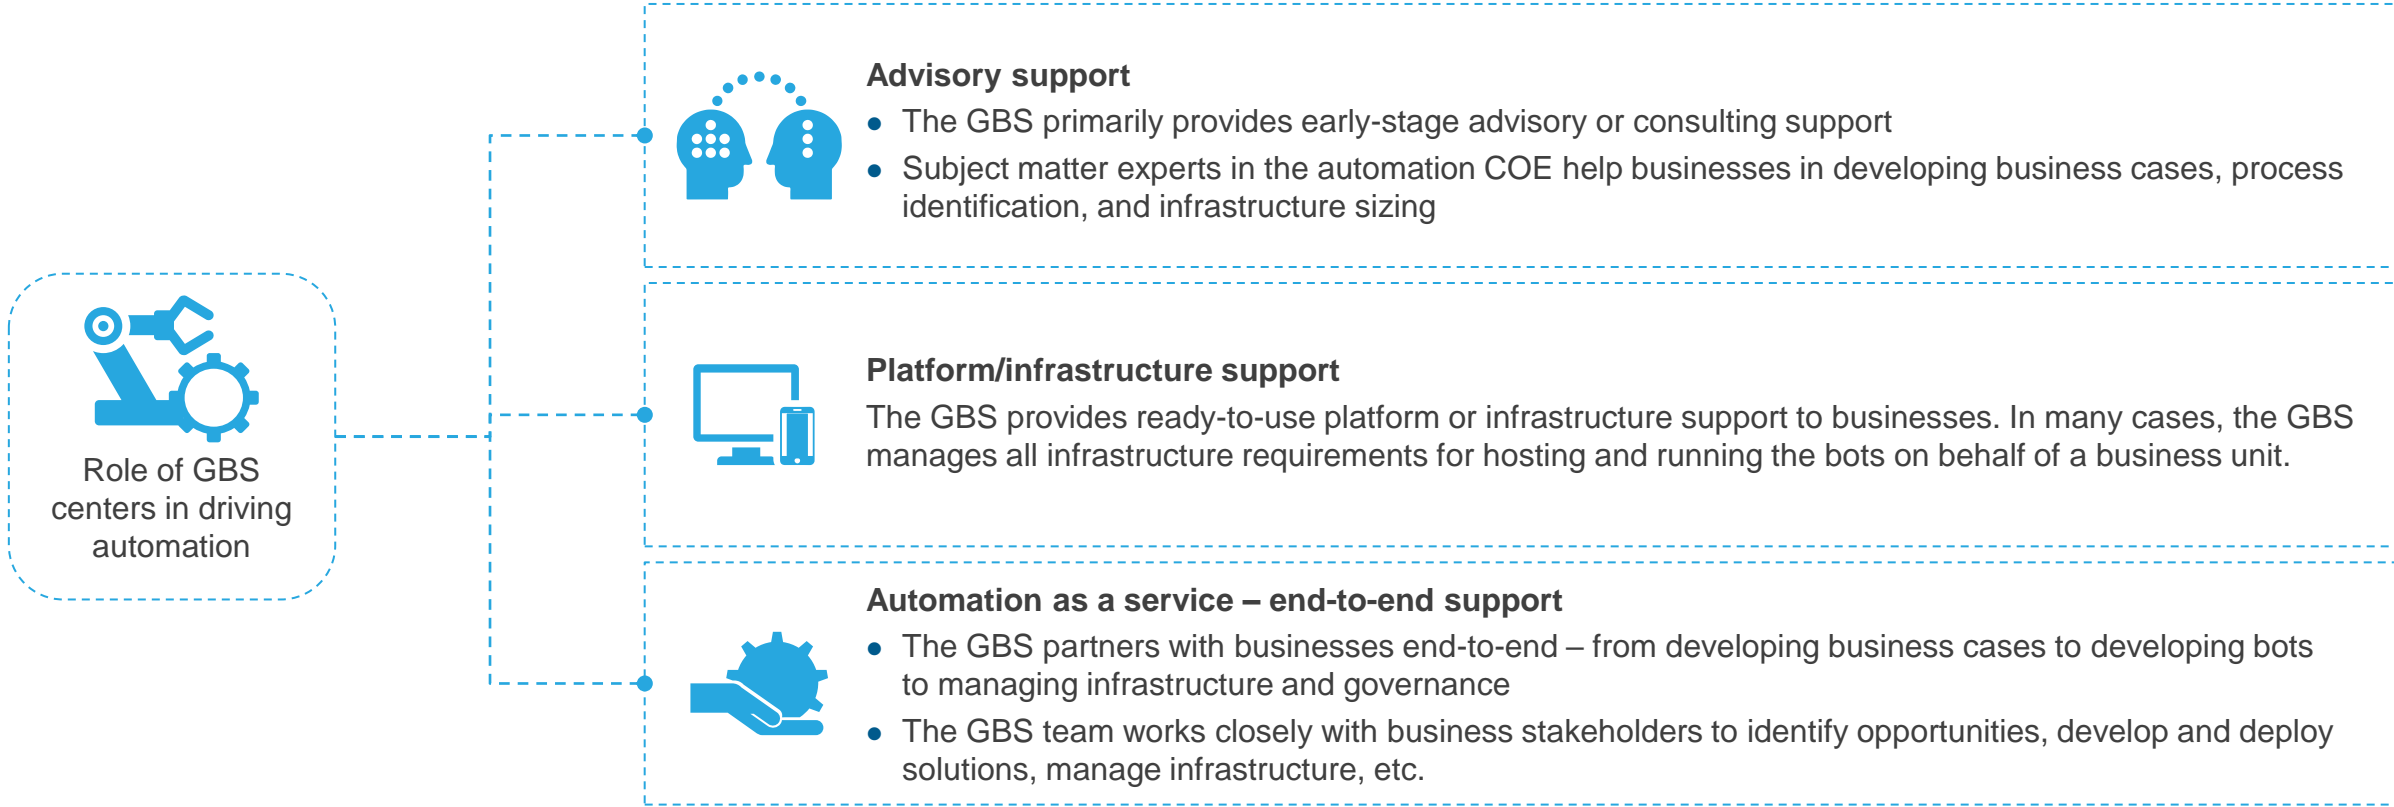 Role of GBS
centers in driving
automation
Advisory support
● The GBS primarily provides early-stage advisory or consulting support
● Subject matter experts in the automation COE help businesses in developing business cases, process
identification, and infrastructure sizing
Platform/infrastructure support
The GBS provides ready-to-use platform or infrastructure support to businesses. In many cases, the GBS
manages all infrastructure requirements for hosting and running the bots on behalf of a business unit.
Automation as a service – end-to-end support
● The GBS partners with businesses end-to-end – from developing business cases to developing bots
to managing infrastructure and governance
● The GBS team works closely with business stakeholders to identify opportunities, develop and deploy
solutions, manage infrastructure, etc.